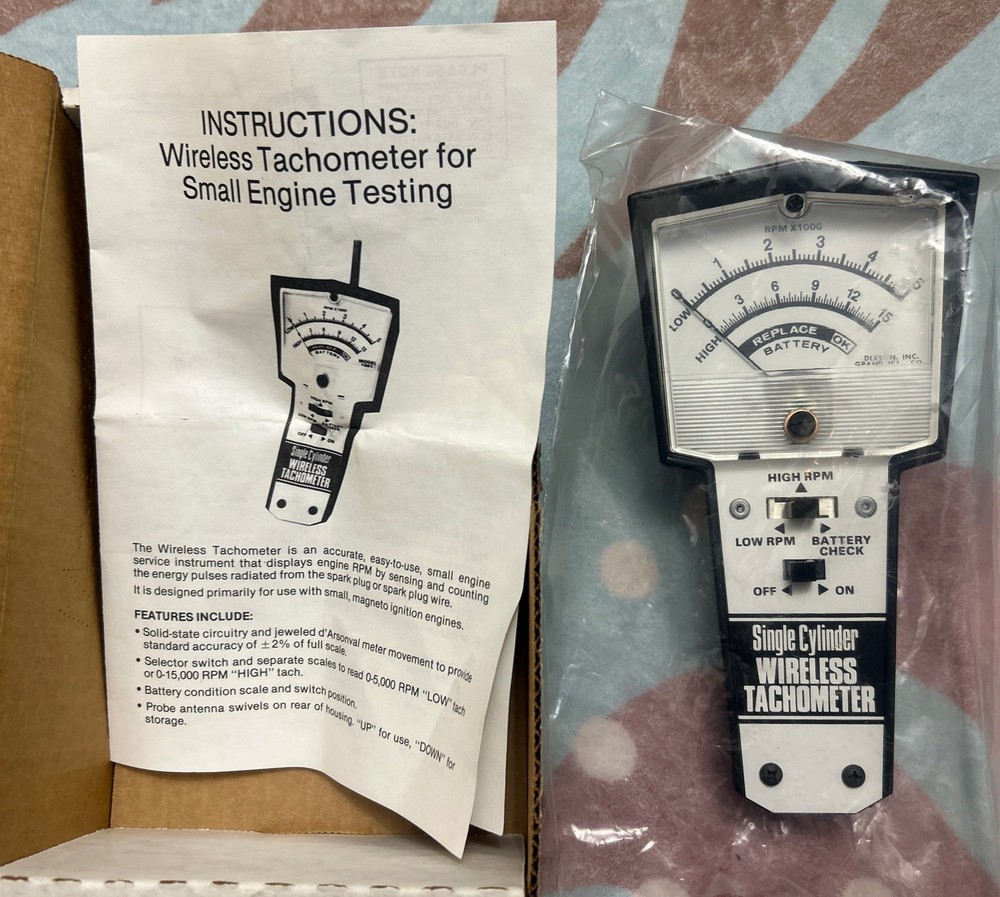 INSTRUCTIONS:
Wireless Tachometer for
Small Engine Testing
Single Cylinder
WIRELESS
TACHOMETER
The Wireless Tachometer is an accurate, easy-to-use, small engine
service instrument that displays engine RPM by sensing and counting
the energy pulses radiated from the spark plug or spark plug wire.
It is designed primarily for use with small, magneto ignition engines.
FEATURES INCLUDE:
• Solid-state circuitry and jeweled d'Arsonval meter movement to provide
standard accuracy of ±2% of full scale.
• Selector switch and separate scales to read 0-5,000 RPM "LOW" tach
or 0-15,000 RPM "HIGH" tach.
• Battery condition scale and switch position.
• Probe antenna swivels on rear of housing. "UP" for use, "DOWN" for
storage.
RPM X1000
0 1 2 3 4 5
LOW
0 3 6 9 12 15
HIGH
REPLACE OK
BATTERY
DIXSON, INC.
HIGH RPM
LOW RPM BATTERY
CHECK
OFF ON
Single Cylinder
WIRELESS
TACHOMETER